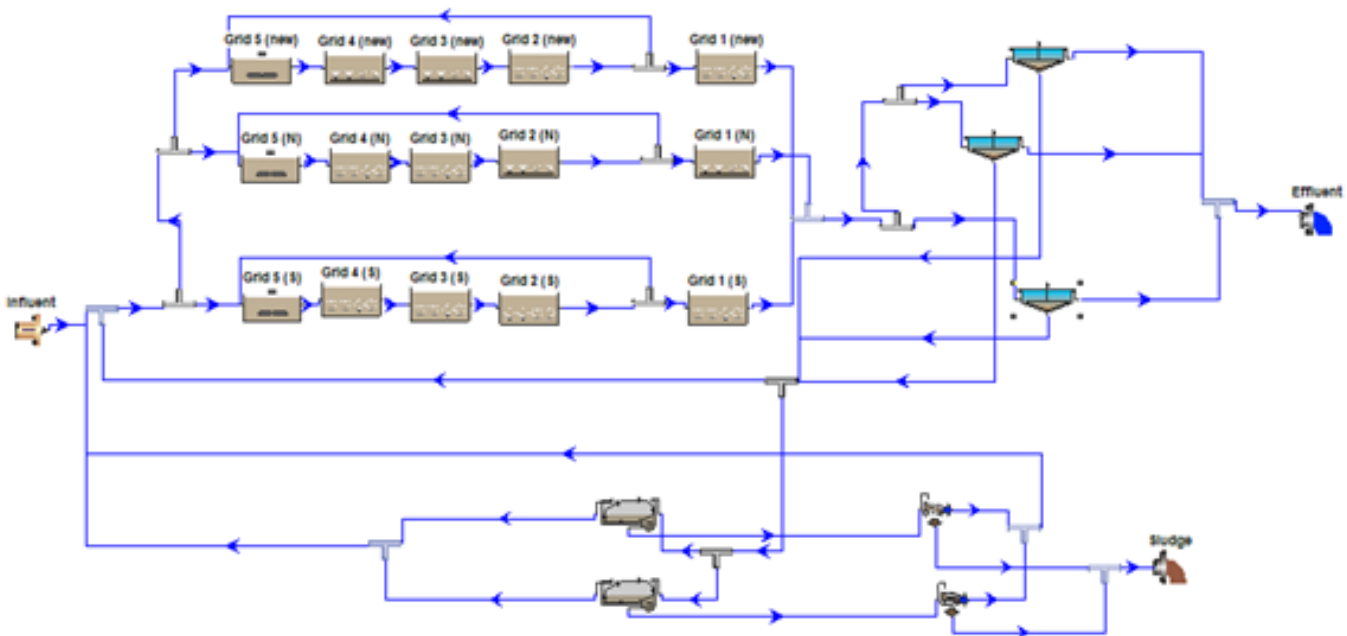 Grid 5 (new)
Grid 4 (new)
Grid 3 (new)
Grid 2 (new)
Grid 1 (new)
Grid 5 (N)
Grid 4 (N)
Grid 3 (N)
Grid 2 (N)
Grid 1 (N)
Effluent
Grid 5 (S)
Grid 4 (S)
Grid 3 (S)
Grid 2 (S)
Grid 1 (S)
Influent
Sludge